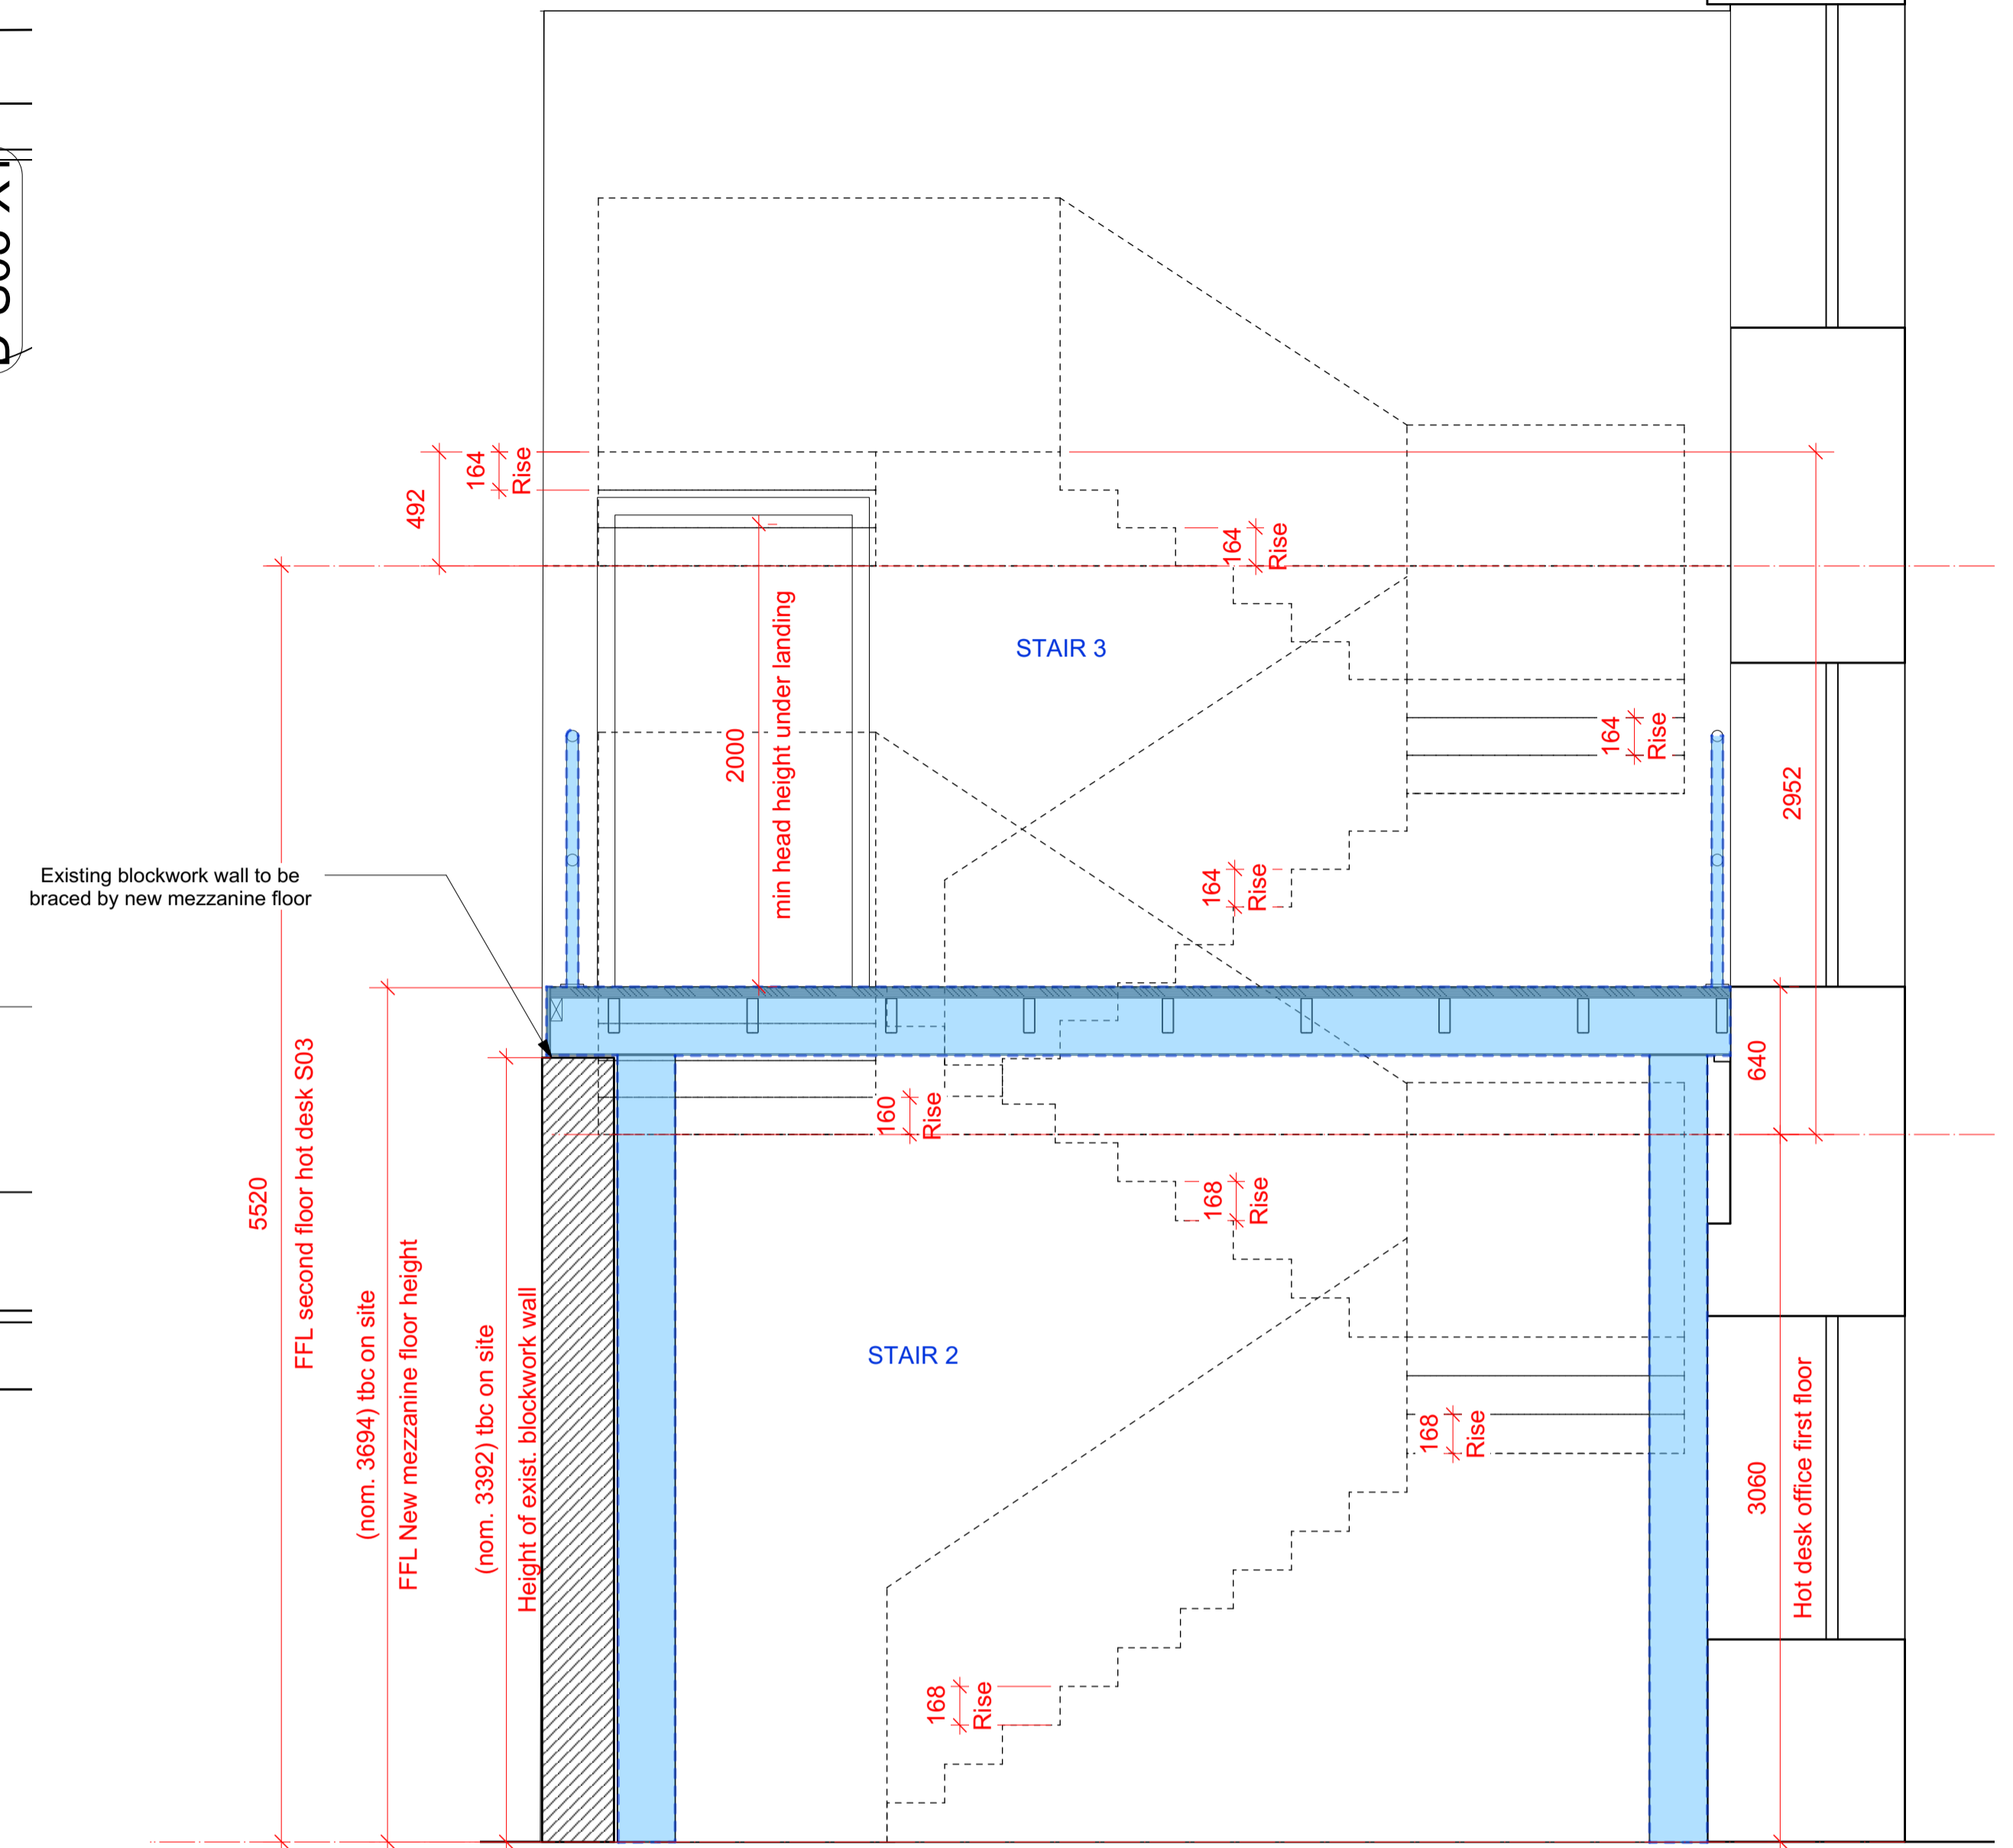 164
Rise
492
164
Rise
STAIR 3
2000
min head height under landing
164
Rise
2952
164
Rise
Existing blockwork wall to be
braced by new mezzanine floor
640
160
Rise
168
Rise
5520
FFL second floor hot desk S03
(nom. 3694) tbc on site
FFL New mezzanine floor height
(nom. 3392) tbc on site
Height of exist. blockwork wall
STAIR 2
168
Rise
3060
Hot desk office first floor
168
Rise